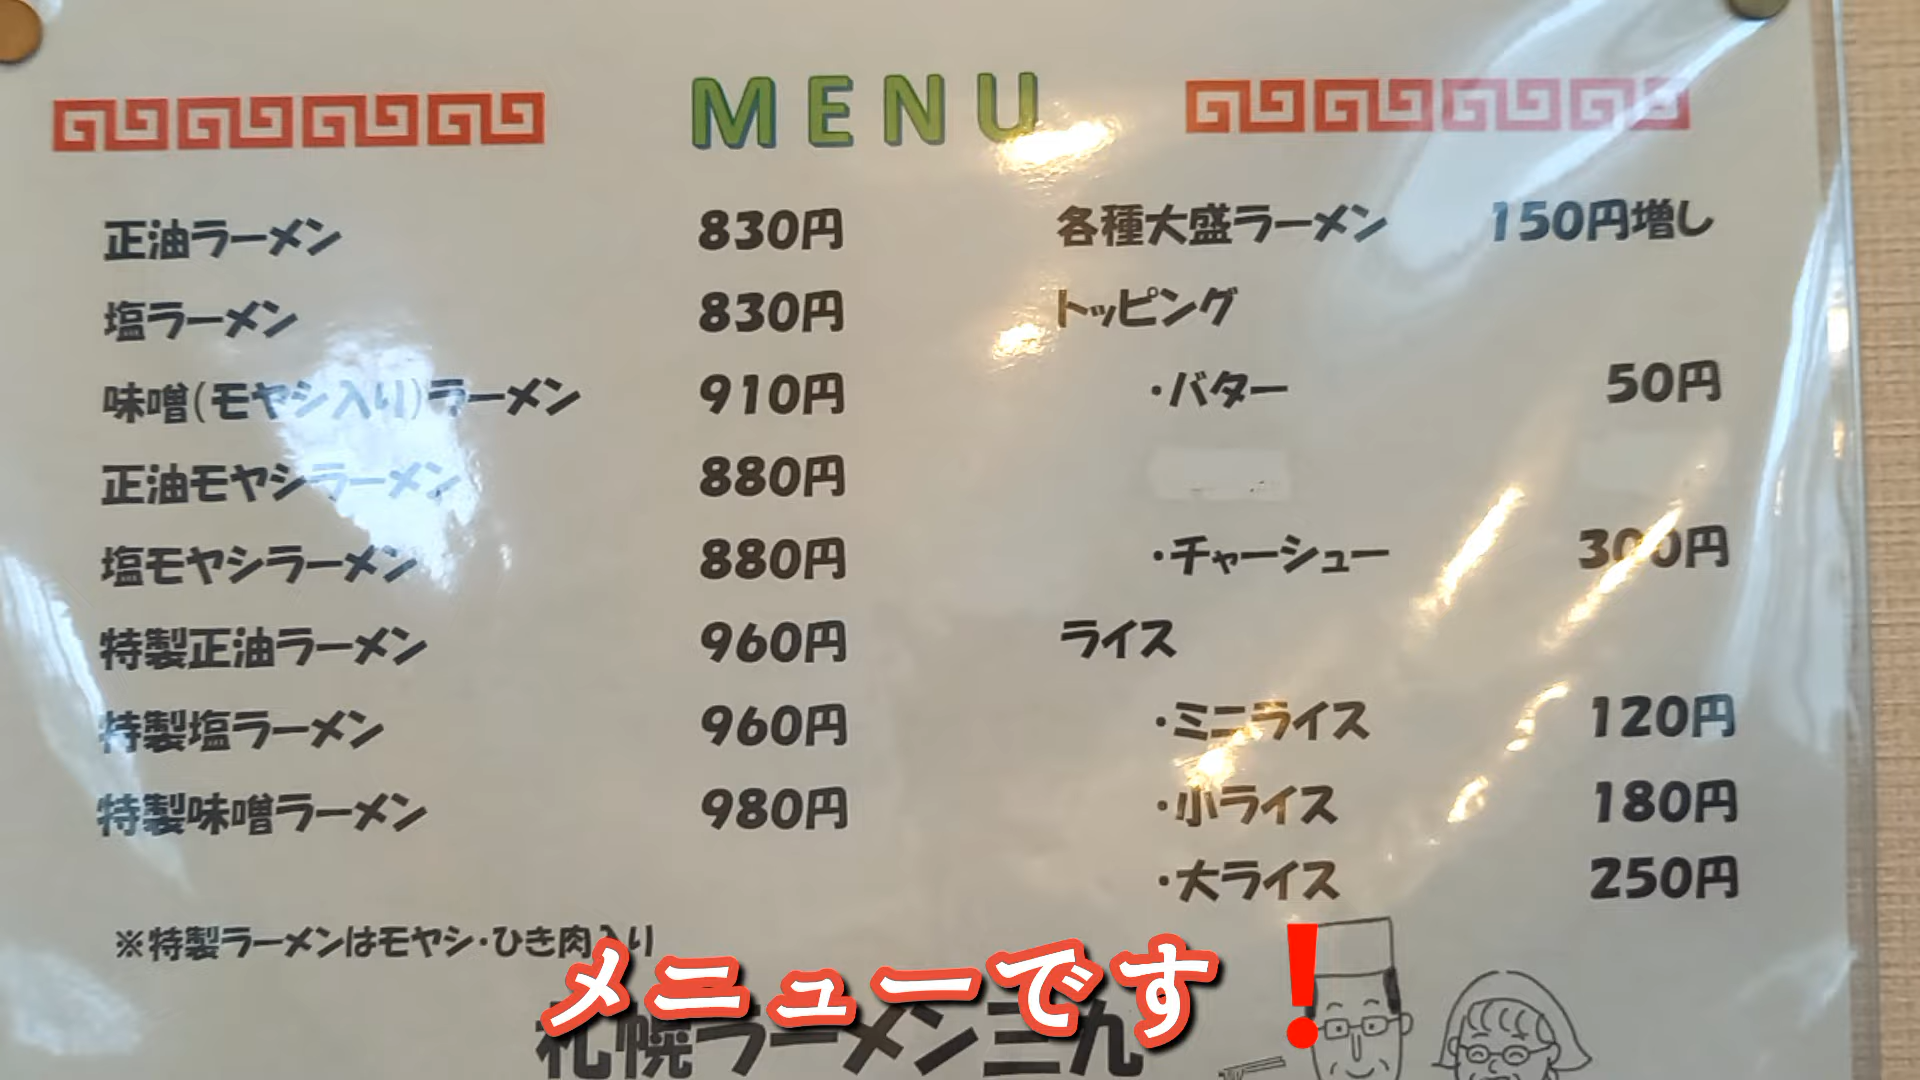 MENU
正油ラーメン 830円
塩ラーメン 830円
味噌(モヤシ入り)ラーメン 910円
正油モヤシラーメン 880円
塩モヤシラーメン 880円
特製正油ラーメン 960円
特製塩ラーメン 960円
特製味噌ラーメン 980円
※特製ラーメンはモヤシ・ひき肉入り
各種大盛ラーメン 150円増し
トッピング
・バター 50円
・チャーシュー 300円
ライス
・ミニライス 120円
・小ライス 180円
・大ライス 250円
メニューです❗
札幌ラーメン三九